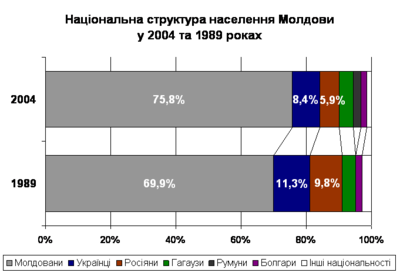 Національна структура населення Молдови
у 2004 та 1989 роках
2004
75,8%
8,4%
5,9%
1989
69,9%
11,3%
9,8%
0%
20%
40%
60%
80%
100%
Молдовани
Українці
Росіяни
Гагаузи
Румуни
Болгари
Інші національності